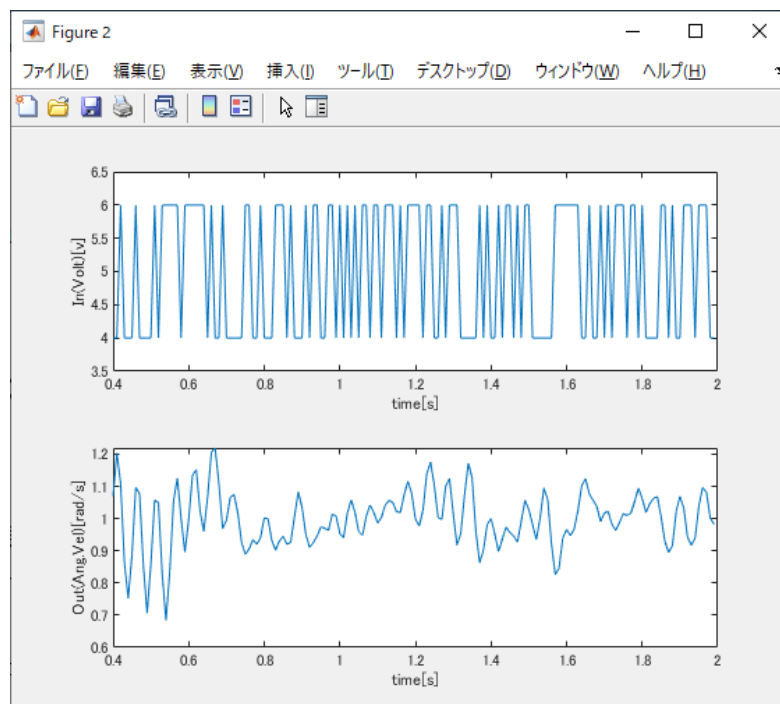 Figure 2
ファイル(F) 編集(E) 表示(V) 挿入(I) ツール(T) デスクトップ(D) ウィンドウ(W) ヘルプ(H)
6.5
6
5.5
5
4.5
4
3.5
In(Volt)[v]
0.4 0.6 0.8 1 1.2 1.4 1.6 1.8 2
time[s]
1.2
1.1
1
0.9
0.8
0.7
0.6
Out(Ang.Vel)[rad/s]
0.4 0.6 0.8 1 1.2 1.4 1.6 1.8 2
time[s]